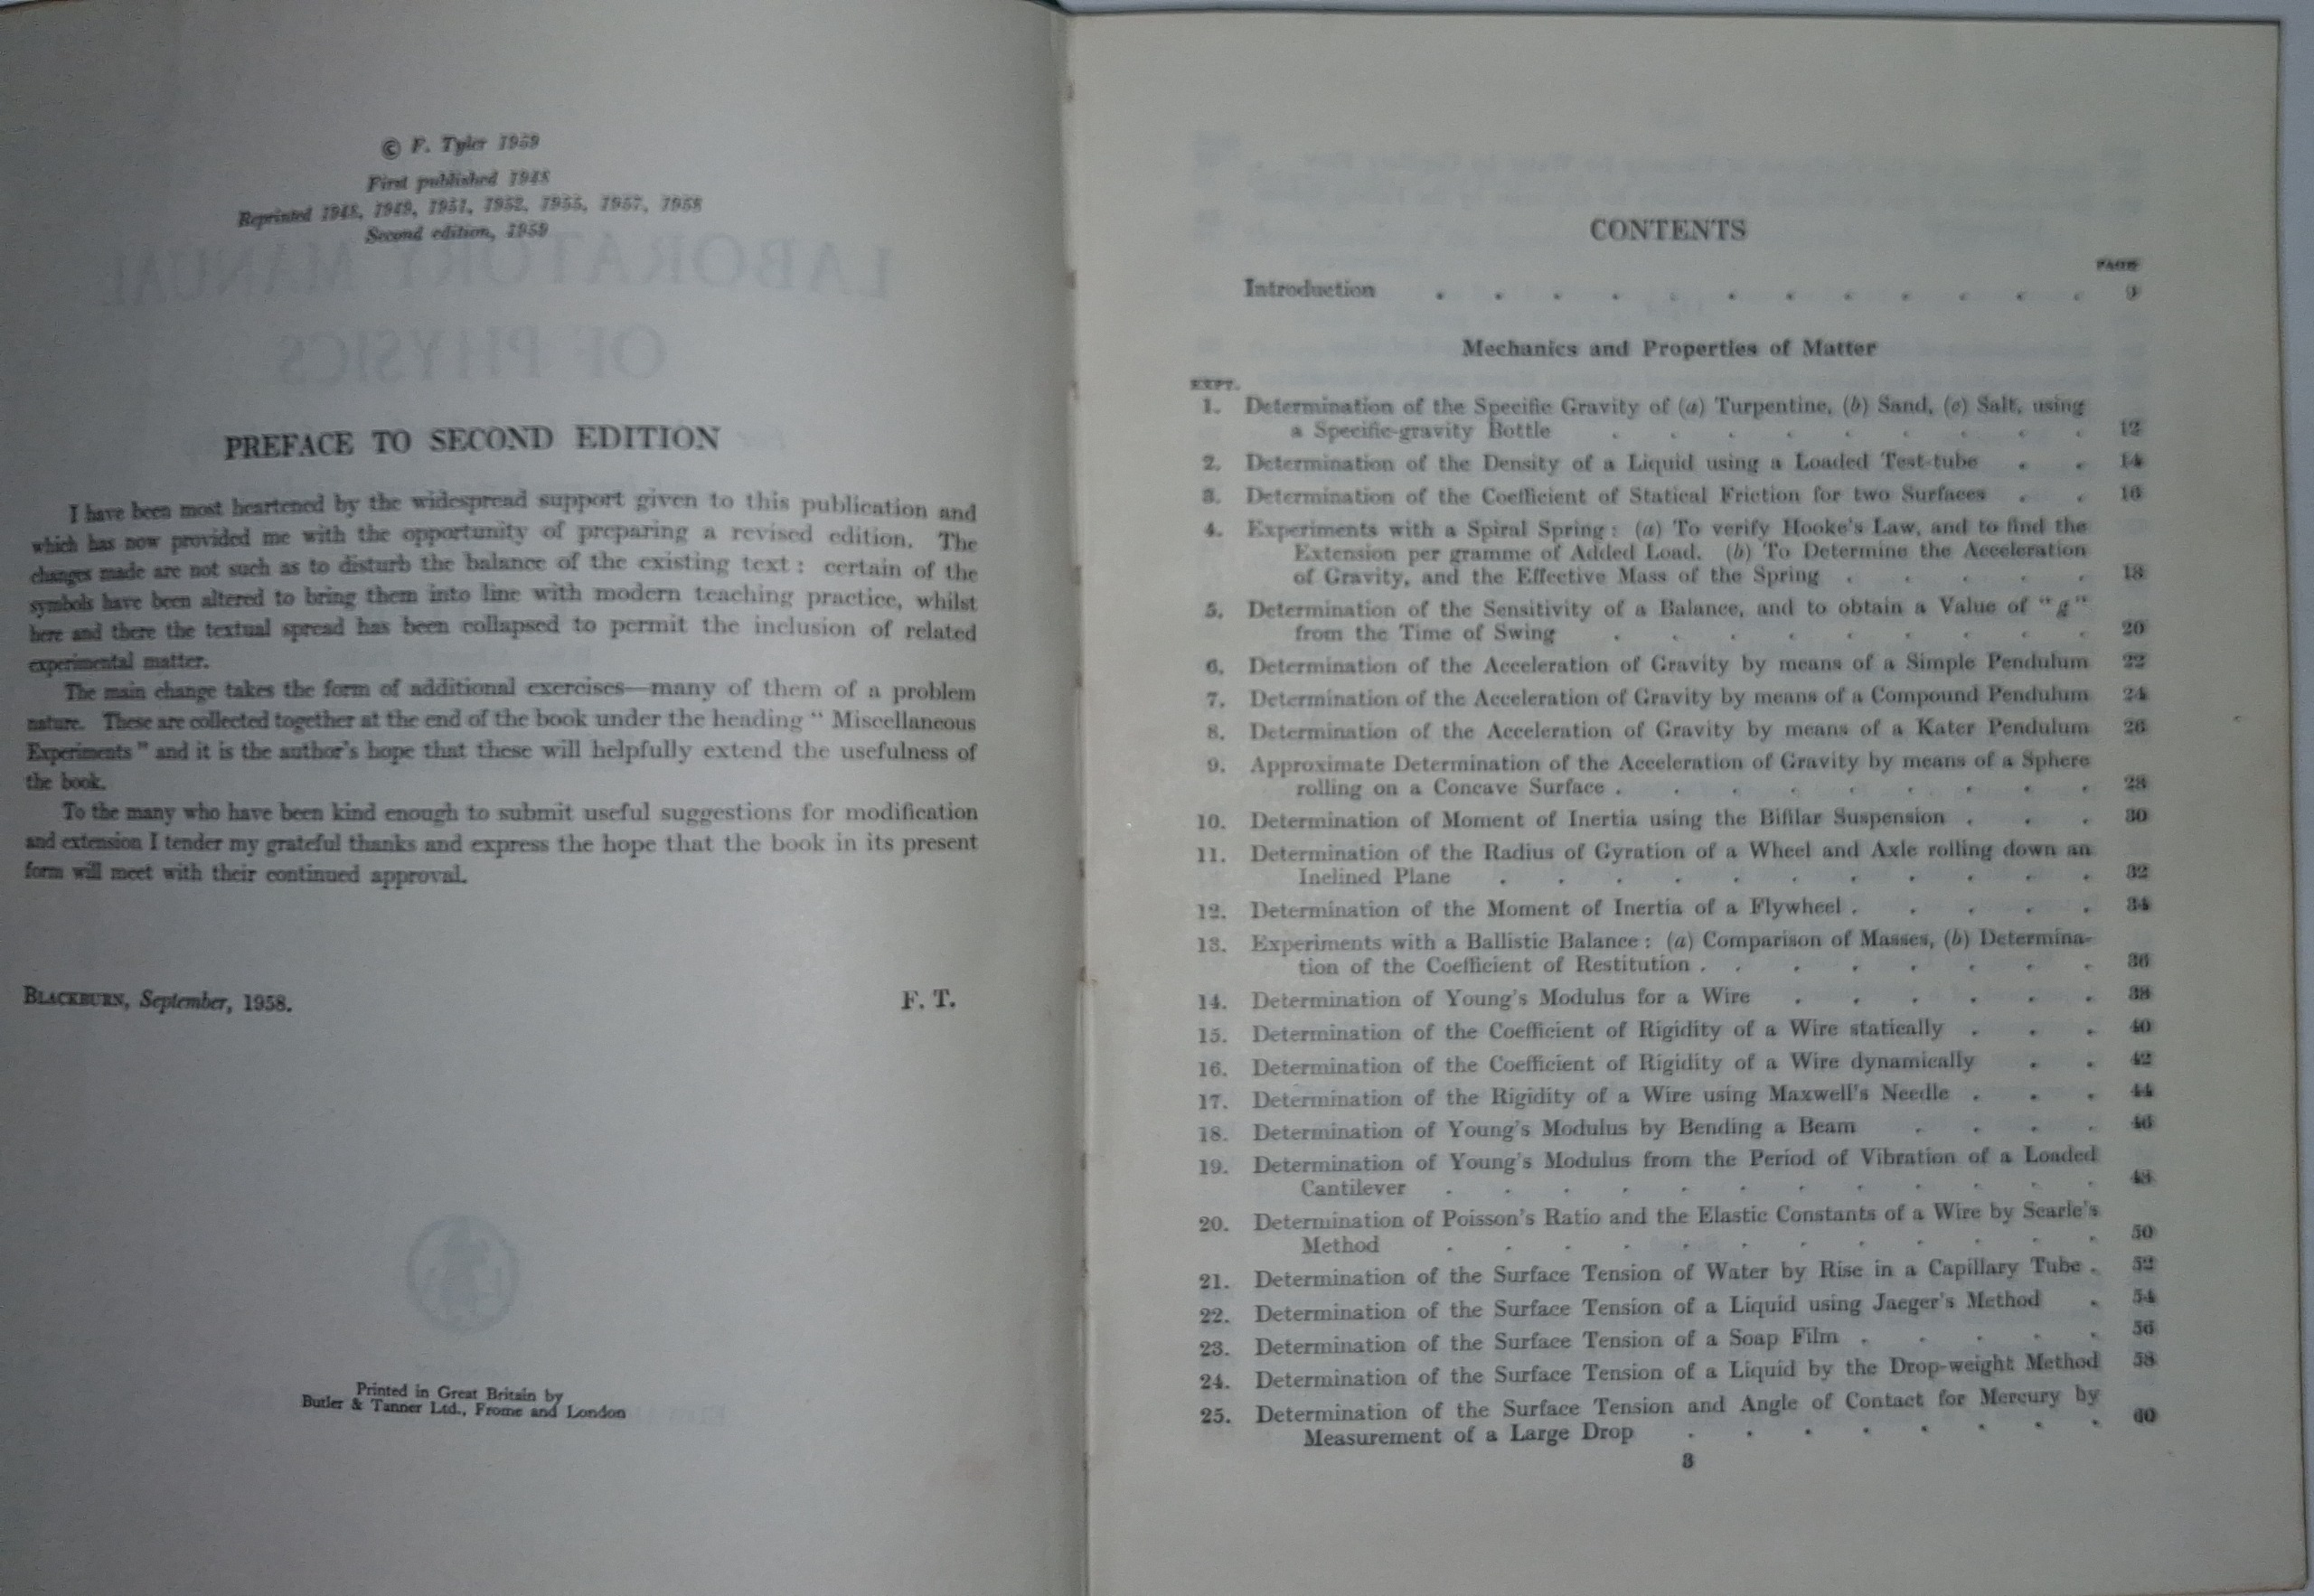 © F. Tyler 1959
First published 1948
Reprinted 1948, 1949, 1951, 1952, 1955, 1957, 1958
Second edition, 1959
LABORATORY MANUAL
OF PHYSICS
PREFACE TO SECOND EDITION
I have been most heartened by the widespread support given to this publication and
which has now provided me with the opportunity of preparing a revised edition. The
changes made are not such as to disturb the balance of the existing text : certain of the
symbols have been altered to bring them into line with modern teaching practice, whilst
here and there the textual spread has been collapsed to permit the inclusion of related
experimental matter.
The main change takes the form of additional exercises—many of them of a problem
nature. These are collected together at the end of the book under the heading “ Miscellaneous
Experiments ” and it is the author's hope that these will helpfully extend the usefulness of
the book.
To the many who have been kind enough to submit useful suggestions for modification
and extension I tender my grateful thanks and express the hope that the book in its present
form will meet with their continued approval.
BLACKBURN, September, 1958. F. T.
Printed in Great Britain by
Butler & Tanner Ltd., Frome and London
CONTENTS
PAGE
Introduction . . . . . . . . . . . . 9
Mechanics and Properties of Matter
EXPT.
1. Determination of the Specific Gravity of (a) Turpentine, (b) Sand, (c) Salt, using
a Specific-gravity Bottle . . . . . . . . . 12
2. Determination of the Density of a Liquid using a Loaded Test-tube . . 14
3. Determination of the Coefficient of Statical Friction for two Surfaces . . 16
4. Experiments with a Spiral Spring : (a) To verify Hooke's Law, and to find the
Extension per gramme of Added Load. (b) To Determine the Acceleration
of Gravity, and the Effective Mass of the Spring . . . . . 18
5. Determination of the Sensitivity of a Balance, and to obtain a Value of “ g ”
from the Time of Swing . . . . . . . . . 20
6. Determination of the Acceleration of Gravity by means of a Simple Pendulum 22
7. Determination of the Acceleration of Gravity by means of a Compound Pendulum 24
8. Determination of the Acceleration of Gravity by means of a Kater Pendulum 26
9. Approximate Determination of the Acceleration of Gravity by means of a Sphere
rolling on a Concave Surface . . . . . . . . . 28
10. Determination of Moment of Inertia using the Bifilar Suspension . . . 30
11. Determination of the Radius of Gyration of a Wheel and Axle rolling down an
Inclined Plane . . . . . . . . . . . 32
12. Determination of the Moment of Inertia of a Flywheel . . . . . 34
13. Experiments with a Ballistic Balance : (a) Comparison of Masses, (b) Determina-
tion of the Coefficient of Restitution . . . . . . . . 36
14. Determination of Young's Modulus for a Wire . . . . . . 38
15. Determination of the Coefficient of Rigidity of a Wire statically . . . 40
16. Determination of the Coefficient of Rigidity of a Wire dynamically . . 42
17. Determination of the Rigidity of a Wire using Maxwell's Needle . . . 44
18. Determination of Young's Modulus by Bending a Beam . . . . 46
19. Determination of Young's Modulus from the Period of Vibration of a Loaded
Cantilever . . . . . . . . . . . . 48
20. Determination of Poisson's Ratio and the Elastic Constants of a Wire by Searle's
Method . . . . . . . . . . . . 50
21. Determination of the Surface Tension of Water by Rise in a Capillary Tube . 52
22. Determination of the Surface Tension of a Liquid using Jaeger's Method . 54
23. Determination of the Surface Tension of a Soap Film . . . . . 56
24. Determination of the Surface Tension of a Liquid by the Drop-weight Method 58
25. Determination of the Surface Tension and Angle of Contact for Mercury by
Measurement of a Large Drop . . . . . . . . 60
3